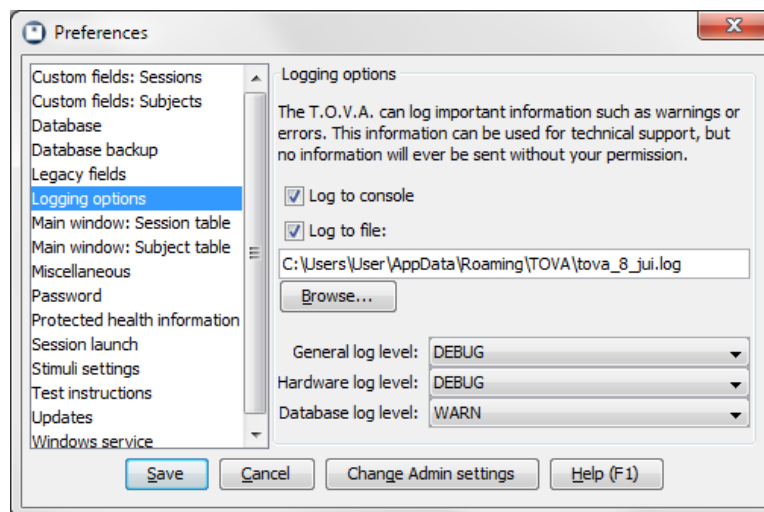 Preferences
Custom fields: Sessions
Custom fields: Subjects
Database
Database backup
Legacy fields
Logging options
Main window: Session table
Main window: Subject table
Miscellaneous
Password
Protected health information
Session launch
Stimuli settings
Test instructions
Updates
Windows service
Logging options
The T.O.V.A. can log important information such as warnings or
errors. This information can be used for technical support, but
no information will ever be sent without your permission.
Log to console
Log to file:
C:\Users\User\AppData\Roaming\TOVA\tova_8_jui.log
Browse...
General log level: DEBUG
Hardware log level: DEBUG
Database log level: WARN
Save Cancel Change Admin settings Help (F1)